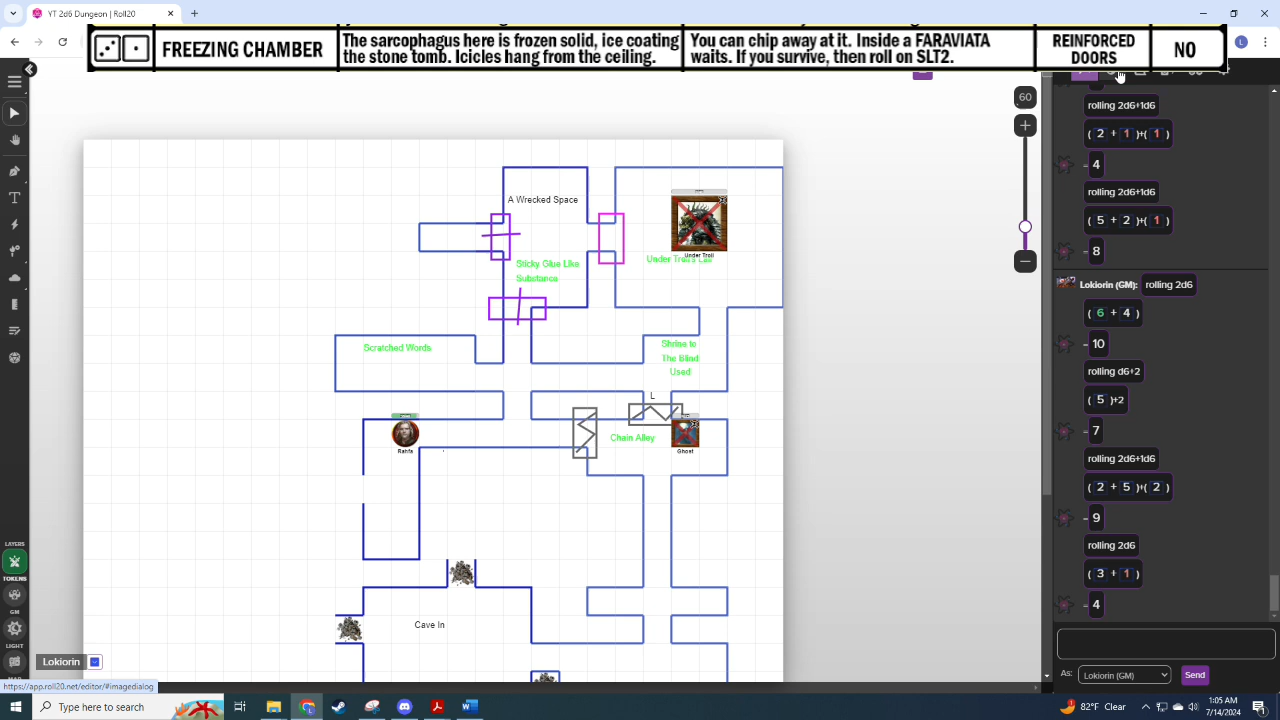 YT 2d6 Dungeon | Roll20
FREEZING CHAMBER
The sarcophagus here is frozen solid, ice coating
the stone tomb. Icicles hang from the ceiling.
You can chip away at it. Inside a FARAVIATA
waits. If you survive, then roll on SLT2.
REINFORCED
DOORS
NO
60
A Wrecked Space
Sticky Glue Like
Substance
Under Troll
Under Troll's Lair
Scratched Words
Shrine to
The Blind
Used
L
Chain Alley
Rahfa
Ghost
Cave In
LAYERS
TOKENS
GM
LIGHT
MAP
Lokiorin
https://app.roll20.net/editor/#imagedialog
rolling 2d6+1d6
(2 + 1)+(1)
4
rolling 2d6+1d6
(5 + 2)+(1)
8
Lokiorin (GM): rolling 2d6
(6 + 4)
10
rolling d6+2
(5)+2
7
rolling 2d6+1d6
(2 + 5)+(2)
9
rolling 2d6
(3 + 1)
4
As: Lokiorin (GM) Send
Type here to search
82°F Clear
1:05 AM
7/14/2024